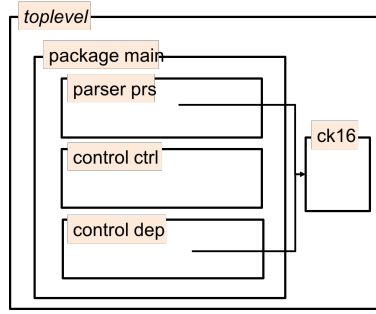 toplevel
package main
parser prs
control ctrl
control dep
ck16